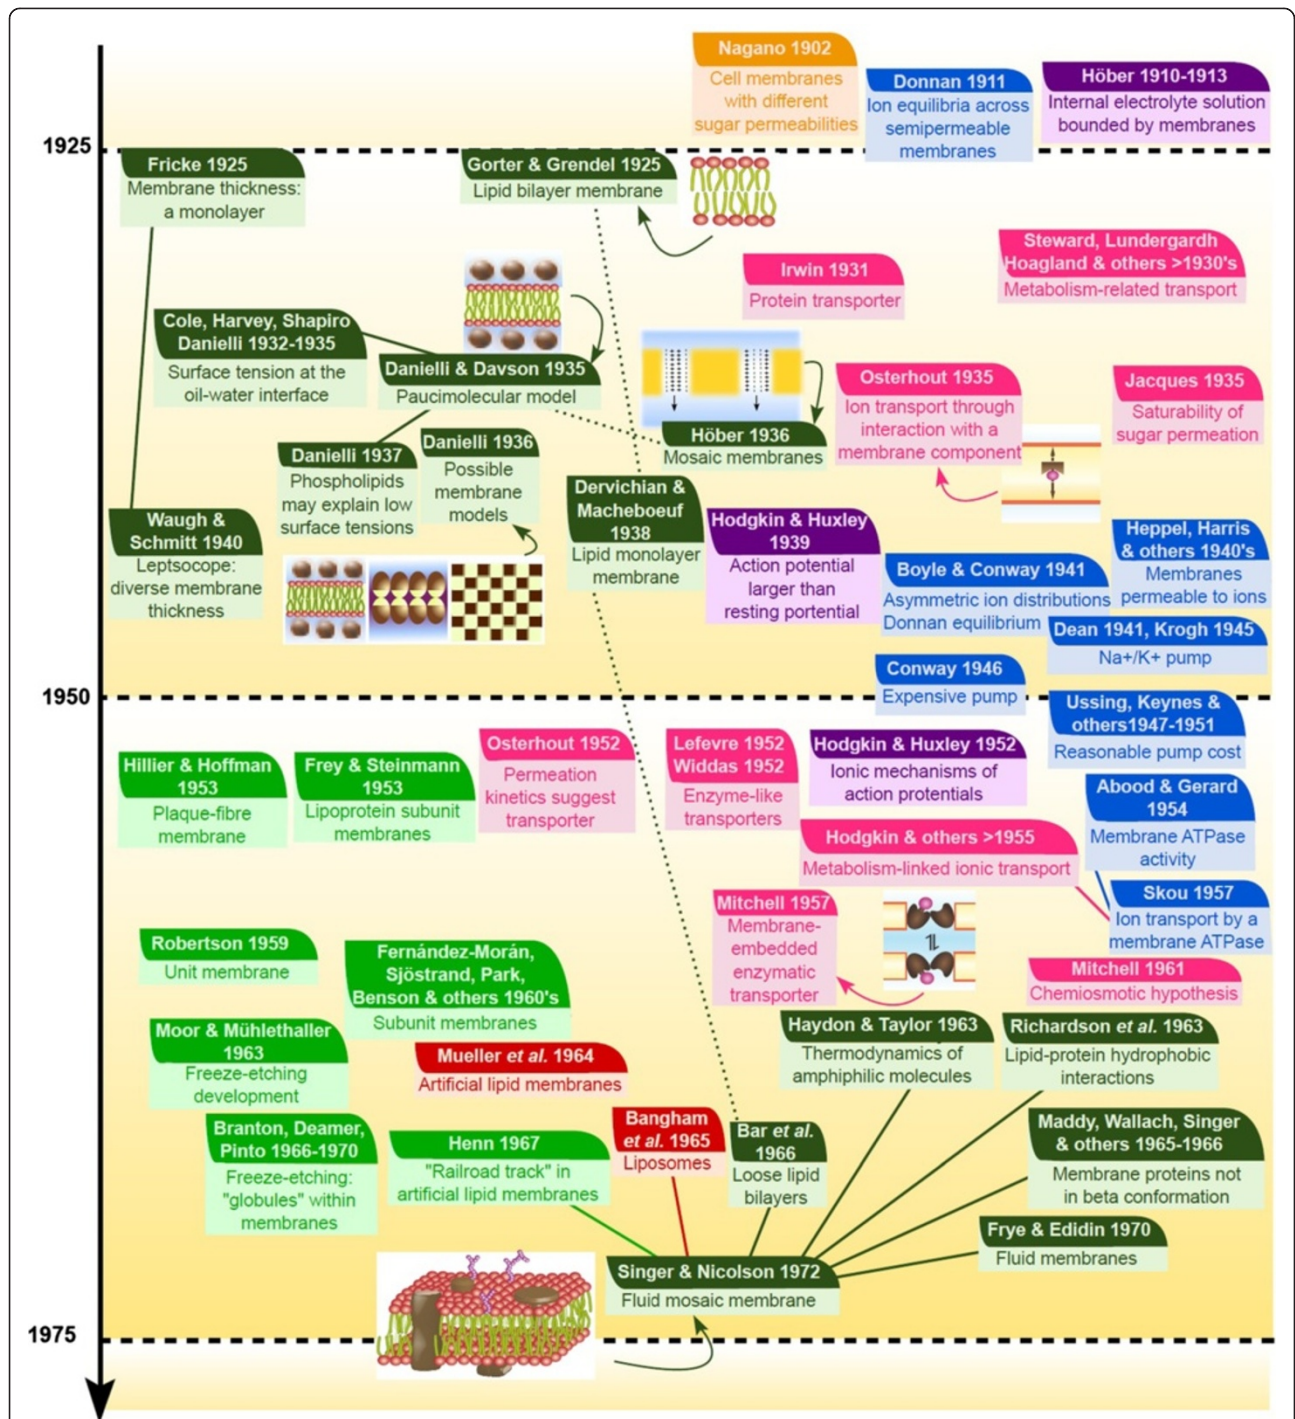 Nagano 1902
Cell membranes
with different
sugar permeabilities
Donnan 1911
Ion equilibria across
semipermeable
membranes
Höber 1910-1913
Internal electrolyte solution
bounded by membranes
1925
Fricke 1925
Membrane thickness:
a monolayer
Gorter & Grendel 1925
Lipid bilayer membrane
Irwin 1931
Protein transporter
Steward, Lundergardh
Hoagland & others >1930's
Metabolism-related transport
Cole, Harvey, Shapiro
Danielli 1932-1935
Surface tension at the
oil-water interface
Danielli & Davson 1935
Paucimolecular model
Höber 1936
Mosaic membranes
Osterhout 1935
Ion transport through
interaction with a
membrane component
Jacques 1935
Saturability of
sugar permeation
Danielli 1937
Phospholipids
may explain low
surface tensions
Danielli 1936
Possible
membrane
models
Dervichian &
Macheboeuf
1938
Lipid monolayer
membrane
Waugh &
Schmitt 1940
Leptsocope:
diverse membrane
thickness
Hodgkin & Huxley
1939
Action potential
larger than
resting portential
Boyle & Conway 1941
Asymmetric ion distributions
Donnan equilibrium
Heppel, Harris
& others 1940's
Membranes
permeable to ions
Dean 1941, Krogh 1945
Na+/K+ pump
Conway 1946
Expensive pump
1950
Ussing, Keynes &
others1947-1951
Reasonable pump cost
Hillier & Hoffman
1953
Plaque-fibre
membrane
Frey & Steinmann
1953
Lipoprotein subunit
membranes
Osterhout 1952
Permeation
kinetics suggest
transporter
Lefevre 1952
Widdas 1952
Enzyme-like
transporters
Hodgkin & Huxley 1952
Ionic mechanisms of
action potentials
Abood & Gerard
1954
Membrane ATPase
activity
Hodgkin & others >1955
Metabolism-linked ionic transport
Skou 1957
Ion transport by a
membrane ATPase
Mitchell 1957
Membrane-
embedded
enzymatic
transporter
Robertson 1959
Unit membrane
Fernández-Morán,
Sjöstrand, Park,
Benson & others 1960's
Subunit membranes
Mitchell 1961
Chemiosmotic hypothesis
Moor & Mühlethaller
1963
Freeze-etching
development
Mueller et al. 1964
Artificial lipid membranes
Haydon & Taylor 1963
Thermodynamics of
amphiphilic molecules
Richardson et al. 1963
Lipid-protein hydrophobic
interactions
Branton, Deamer,
Pinto 1966-1970
Freeze-etching:
"globules" within
membranes
Henn 1967
"Railroad track" in
artificial lipid membranes
Bangham
et al. 1965
Liposomes
Bar et al.
1966
Loose lipid
bilayers
Maddy, Wallach, Singer
& others 1965-1966
Membrane proteins not
in beta conformation
Frye & Edidin 1970
Fluid membranes
Singer & Nicolson 1972
Fluid mosaic membrane
1975